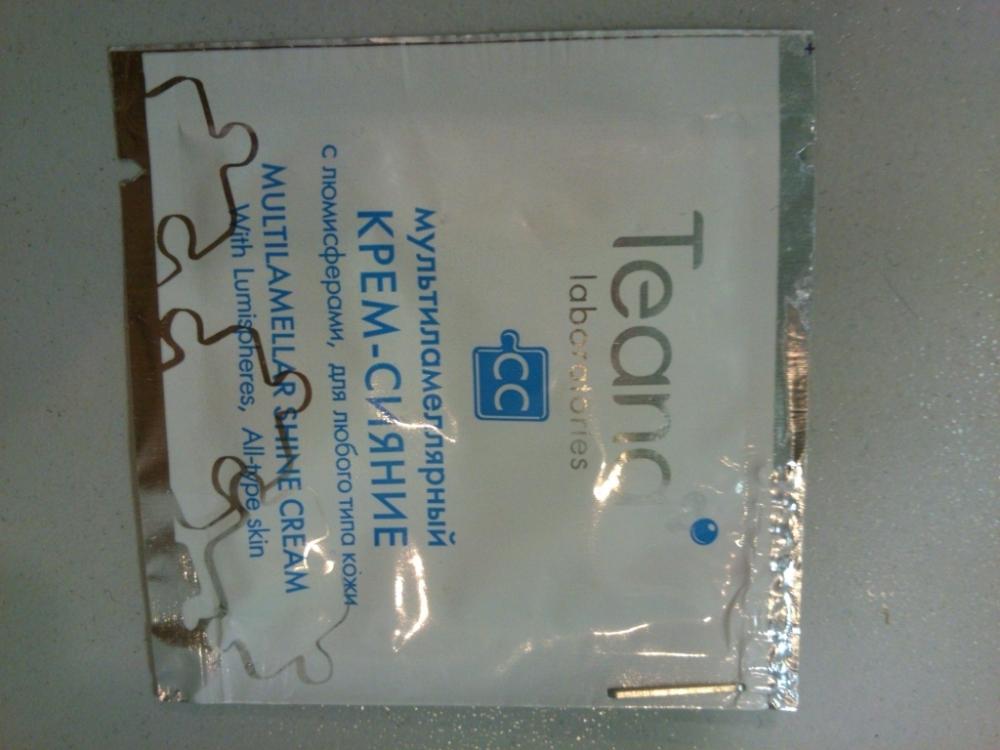 Teana
laboratories
CC
мультиламеллярный
КРЕМ-СИЯНИЕ
с люмисферами, для любого типа кожи
MULTILAMELLAR SHINE CREAM
With Lumispheres, All-type skin